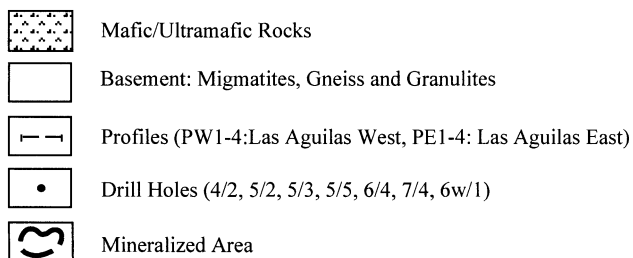 Mafic/Ultramafic Rocks
Basement: Migmatites, Gneiss and Granulites
Profiles (PW1-4:Las Aguilas West, PE1-4: Las Aguilas East)
Drill Holes (4/2, 5/2, 5/3, 5/5, 6/4, 7/4, 6w/1)
Mineralized Area